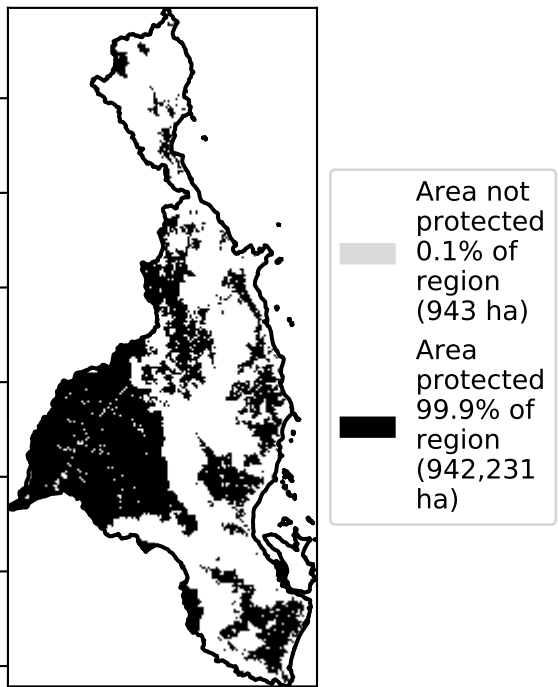 Area not
protected
0.1% of
region
(943 ha)
Area
protected
99.9% of
region
(942,231
ha)